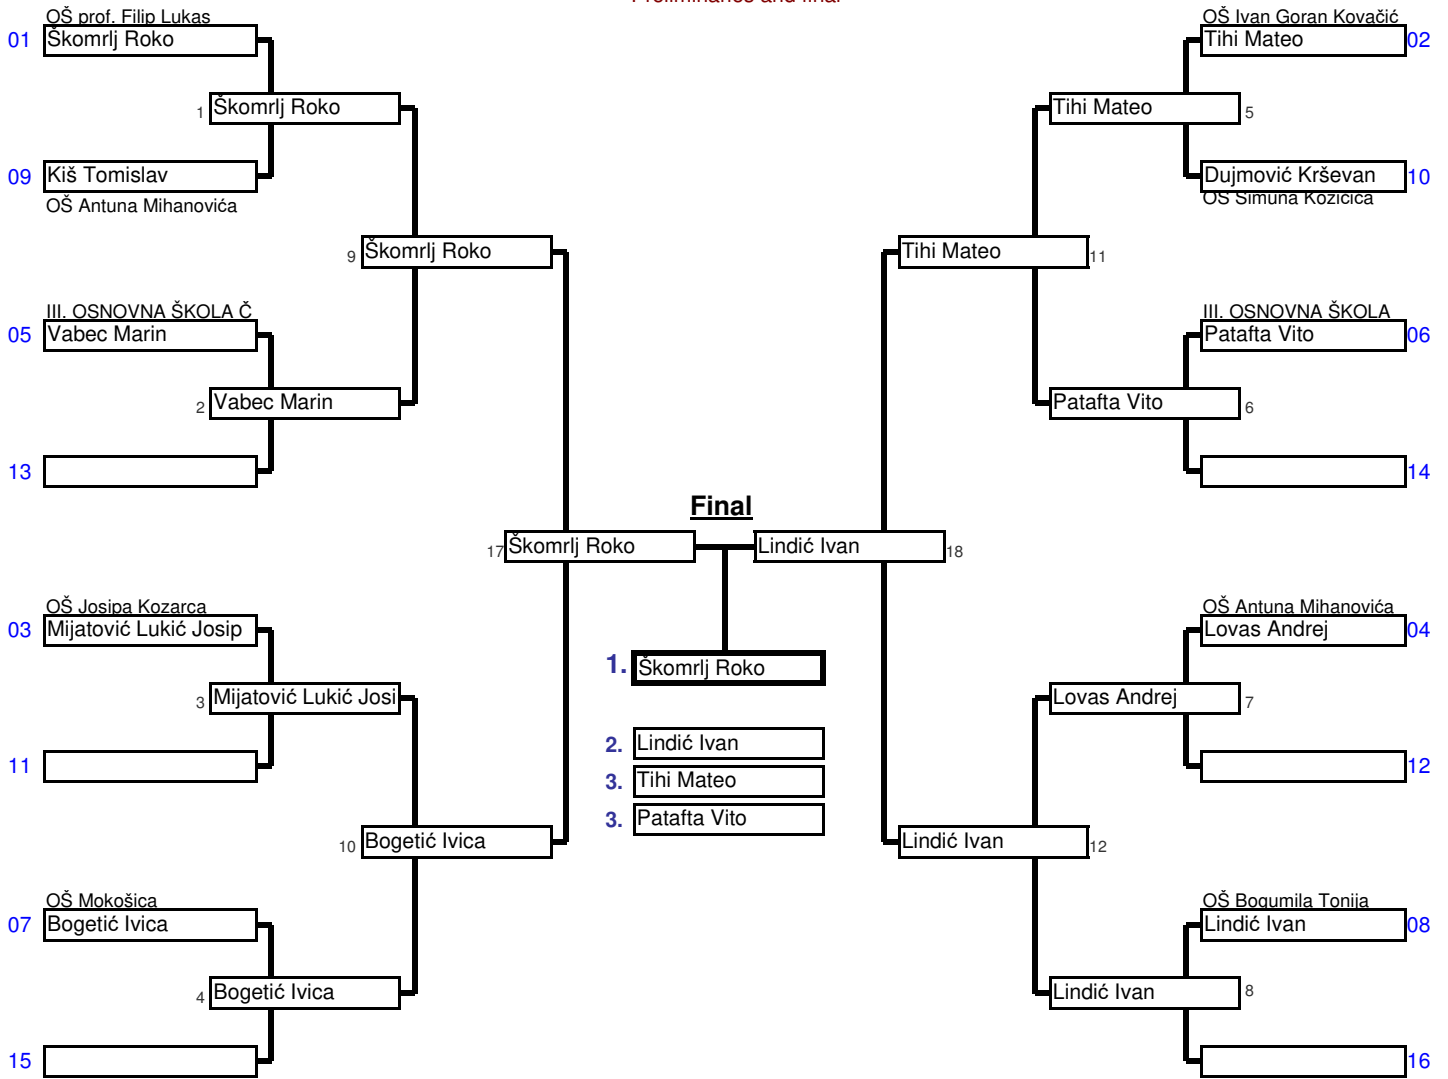 Preliminaries and final
OŠ prof. Filip Lukas
01 Škomrlj Roko
1 Škomrlj Roko
09 Kiš Tomislav
OŠ Antuna Mihanovića
9 Škomrlj Roko
III. OSNOVNA ŠKOLA Č
05 Vabec Marin
2 Vabec Marin
13
17 Škomrlj Roko
OŠ Josipa Kozarca
03 Mijatović Lukić Josip
3 Mijatović Lukić Josi
11
10 Bogetić Ivica
OŠ Mokošica
07 Bogetić Ivica
4 Bogetić Ivica
15
Final
1. Škomrlj Roko
2. Lindić Ivan
3. Tihi Mateo
3. Patafta Vito
OŠ Ivan Goran Kovačić
Tihi Mateo 02
Tihi Mateo 5
Dujmović Krševan 10
OŠ Šimuna Kožičića
Tihi Mateo 11
III. OSNOVNA ŠKOLA
Patafta Vito 06
Patafta Vito 6
14
Lindić Ivan 18
OŠ Antuna Mihanovića
Lovas Andrej 04
Lovas Andrej 7
12
Lindić Ivan 12
OŠ Bogumila Tonija
Lindić Ivan 08
Lindić Ivan 8
16